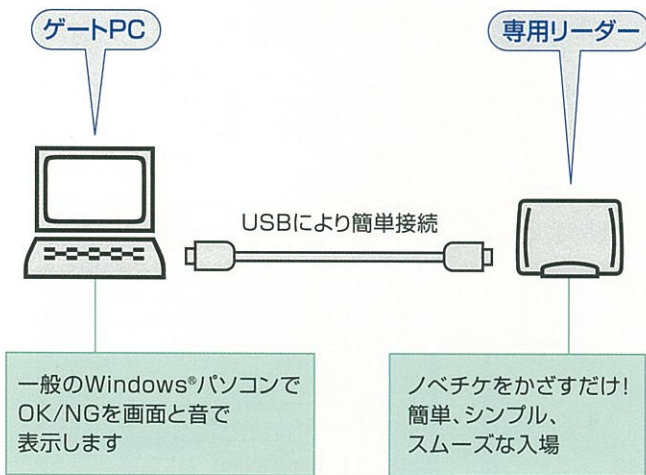 ゲートPC
専用リーダー
USBにより簡単接続
一般のWindows®パソコンで
OK/NGを画面と音で
表示します
ノベチケをかざすだけ!
簡単、シンプル、
スムーズな入場